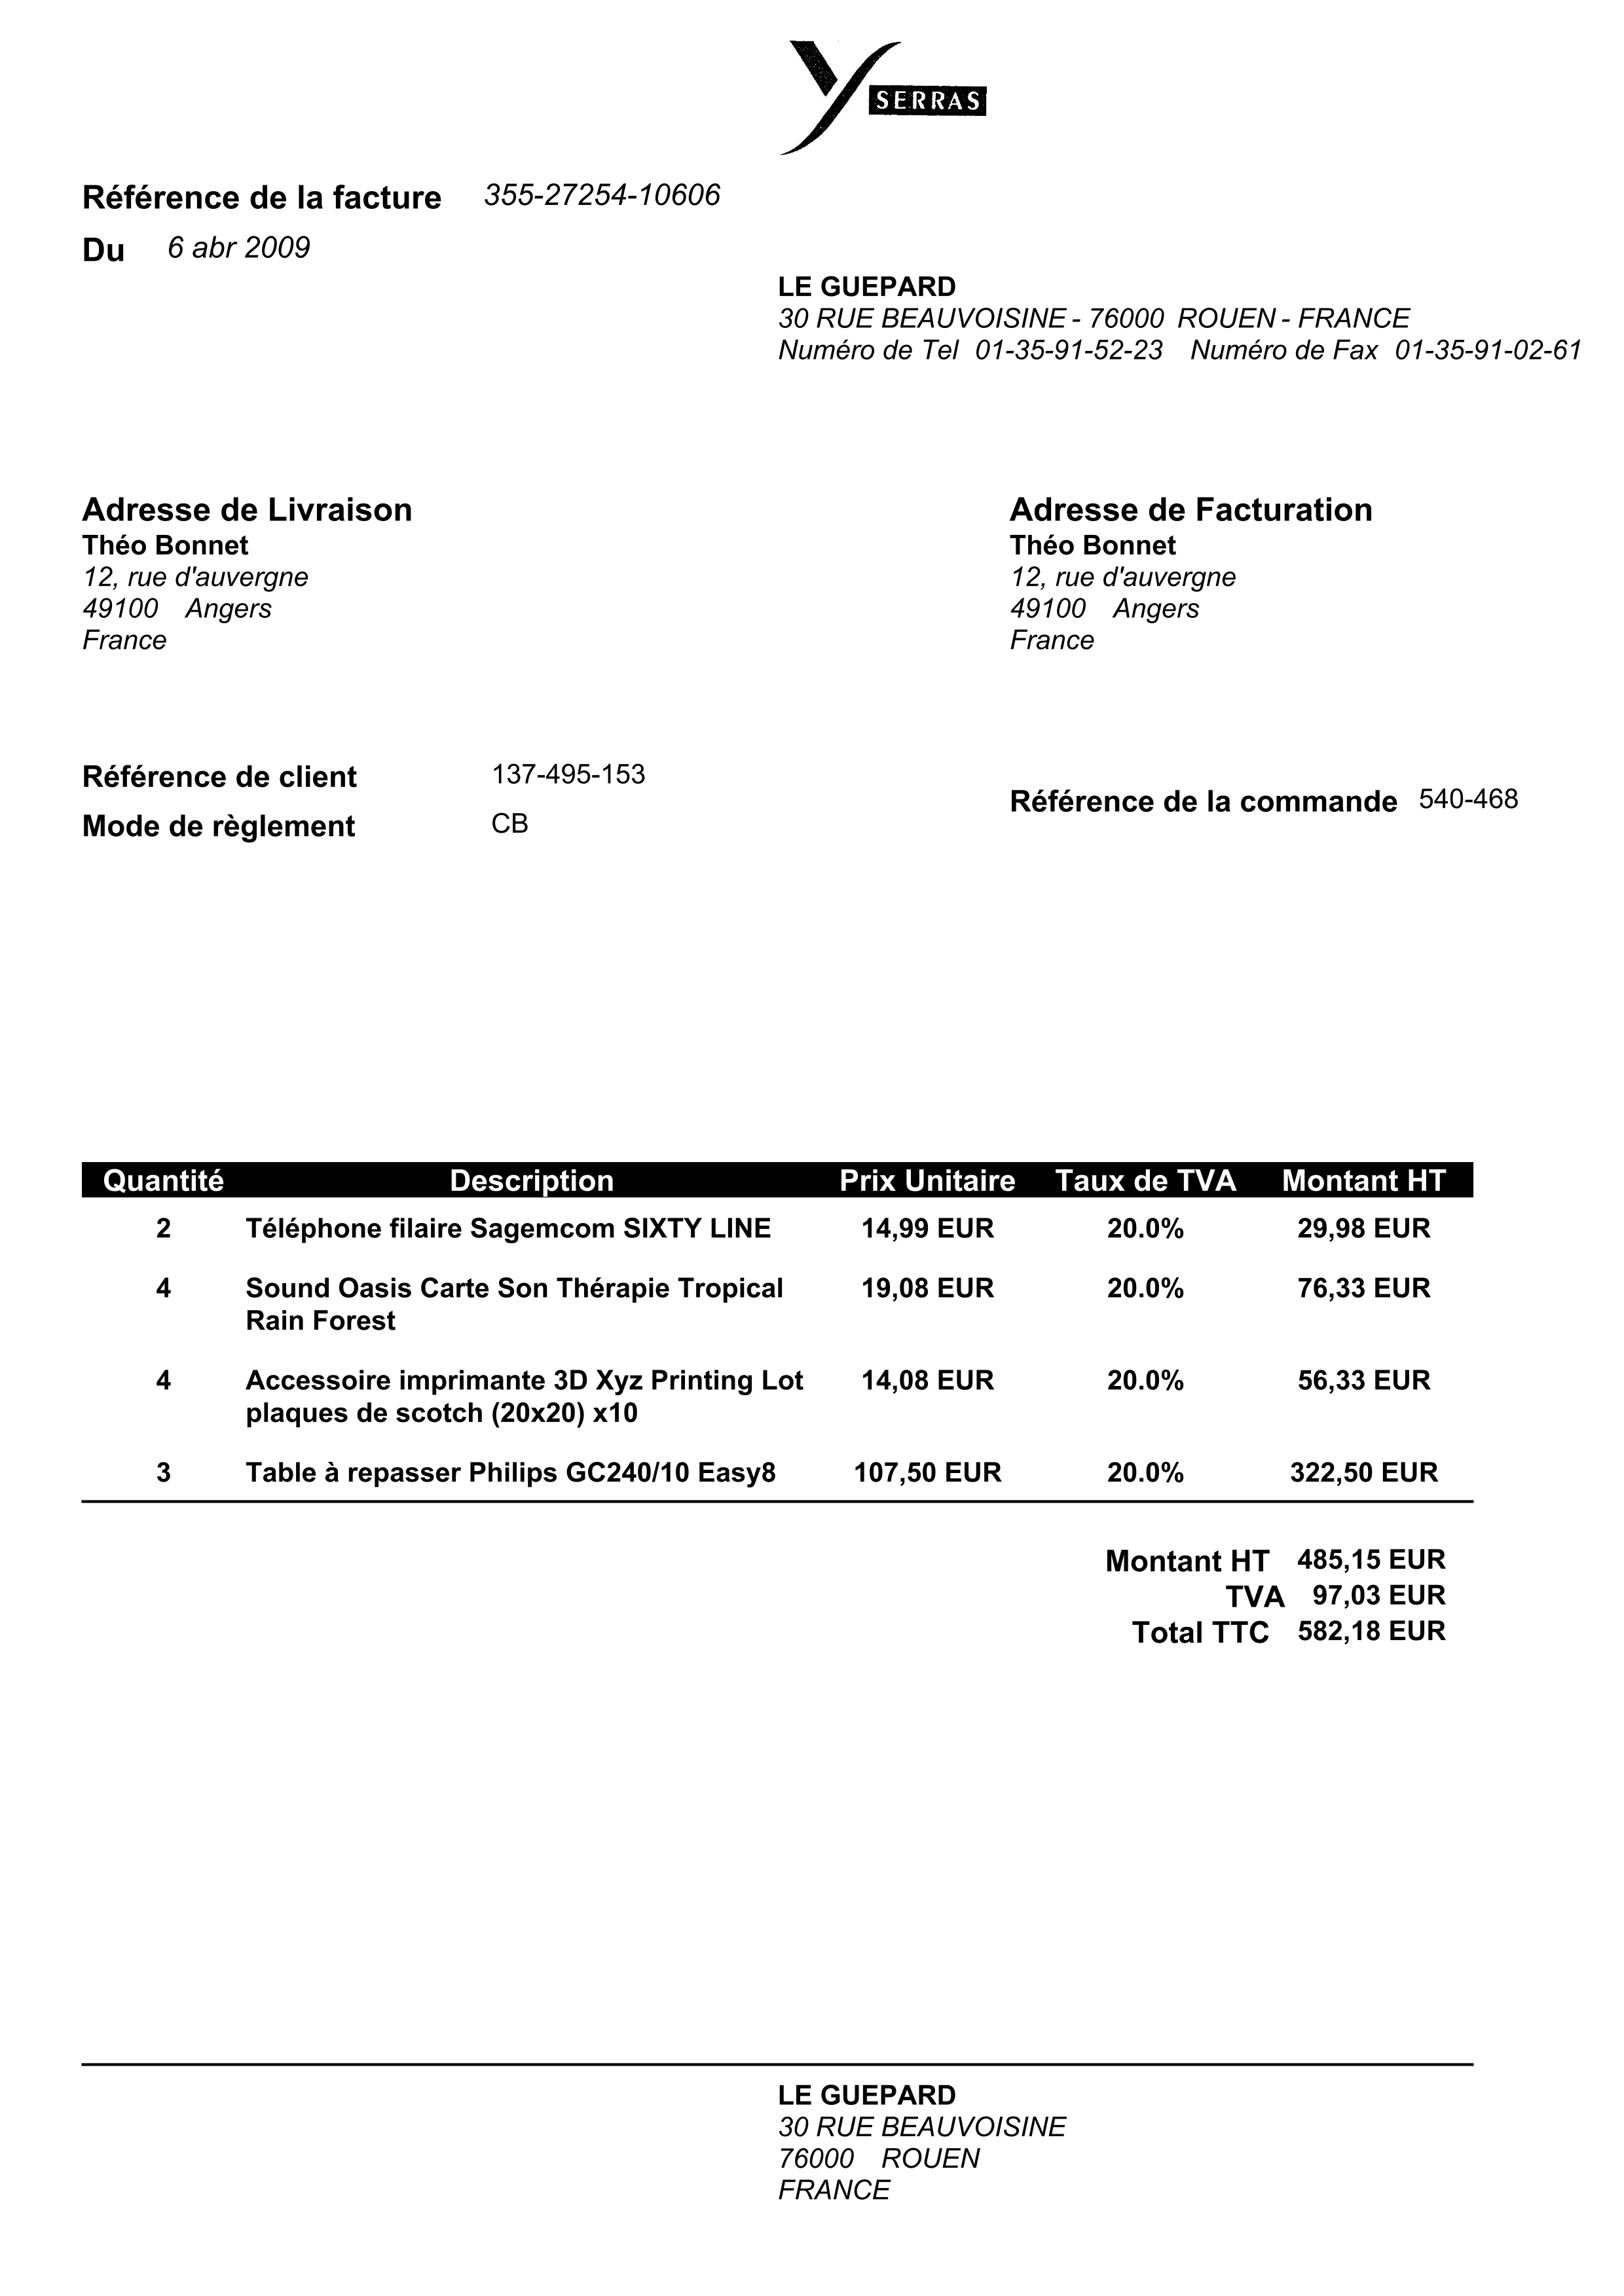 SERRAS
Référence de la facture 355-27254-10606
Du 6 abr 2009
LE GUEPARD
30 RUE BEAUVOISINE - 76000 ROUEN - FRANCE
Numéro de Tel 01-35-91-52-23 Numéro de Fax 01-35-91-02-61
Adresse de Livraison
Théo Bonnet
12, rue d'auvergne
49100 Angers
France
Adresse de Facturation
Théo Bonnet
12, rue d'auvergne
49100 Angers
France
Référence de client 137-495-153
Mode de règlement CB
Référence de la commande 540-468
Quantité Description Prix Unitaire Taux de TVA Montant HT
2 Téléphone filaire Sagemcom SIXTY LINE 14,99 EUR 20.0% 29,98 EUR
4 Sound Oasis Carte Son Thérapie Tropical 19,08 EUR 20.0% 76,33 EUR
Rain Forest
4 Accessoire imprimante 3D Xyz Printing Lot 14,08 EUR 20.0% 56,33 EUR
plaques de scotch (20x20) x10
3 Table à repasser Philips GC240/10 Easy8 107,50 EUR 20.0% 322,50 EUR
Montant HT 485,15 EUR
TVA 97,03 EUR
Total TTC 582,18 EUR
LE GUEPARD
30 RUE BEAUVOISINE
76000 ROUEN
FRANCE